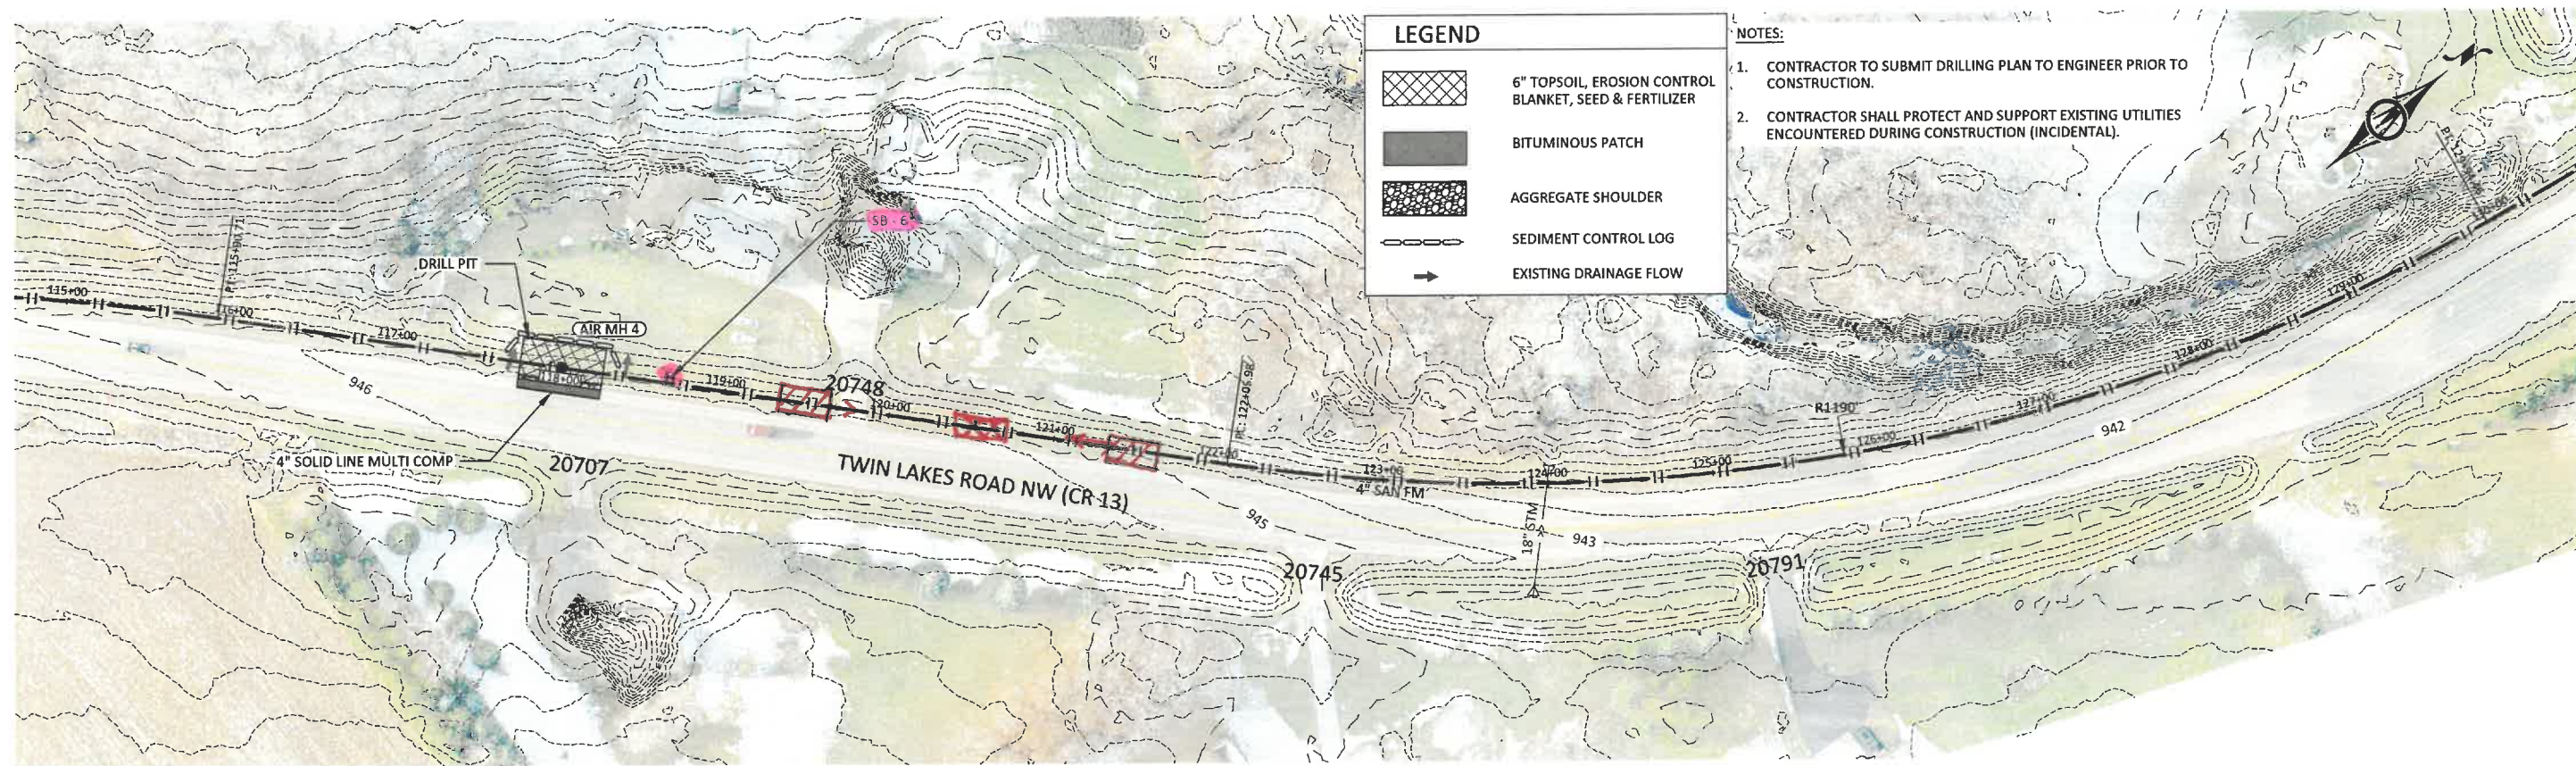 LEGEND
6" TOPSOIL, EROSION CONTROL
BLANKET, SEED & FERTILIZER
BITUMINOUS PATCH
AGGREGATE SHOULDER
SEDIMENT CONTROL LOG
EXISTING DRAINAGE FLOW
NOTES:
1. CONTRACTOR TO SUBMIT DRILLING PLAN TO ENGINEER PRIOR TO
CONSTRUCTION.
2. CONTRACTOR SHALL PROTECT AND SUPPORT EXISTING UTILITIES
ENCOUNTERED DURING CONSTRUCTION (INCIDENTAL).
N
SB - 6
DRILL PIT
AIR MH 4
115+00
117+00
118+00
119+00
20748
120+00
121+00
PC: 122+06.98
122+00
123+00
4" SAN FM
124+00
125+00
R1190'
126+00
127+00
128+00
129+00
946
4" SOLID LINE MULTI COMP
20707
TWIN LAKES ROAD NW (CR 13)
945
18" STM
943
942
20745
20791